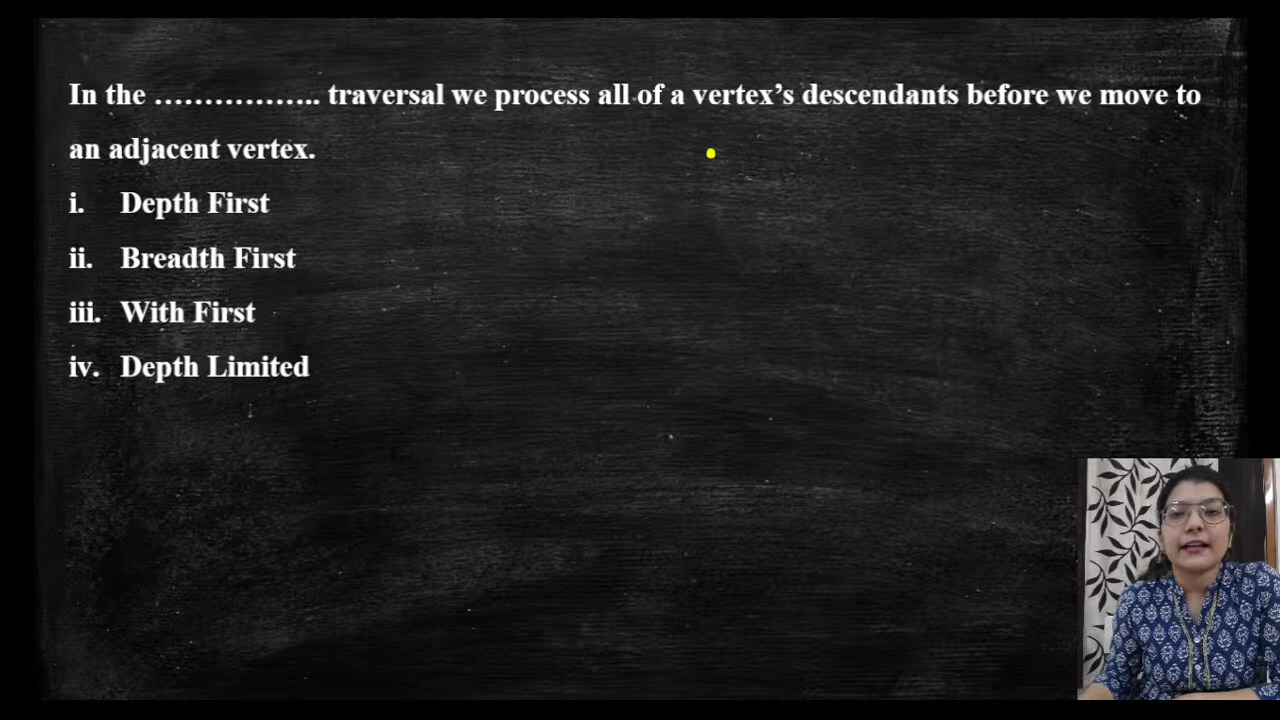 In the ……………... traversal we process all of a vertex’s descendants before we move to
an adjacent vertex.
i. Depth First
ii. Breadth First
iii. With First
iv. Depth Limited